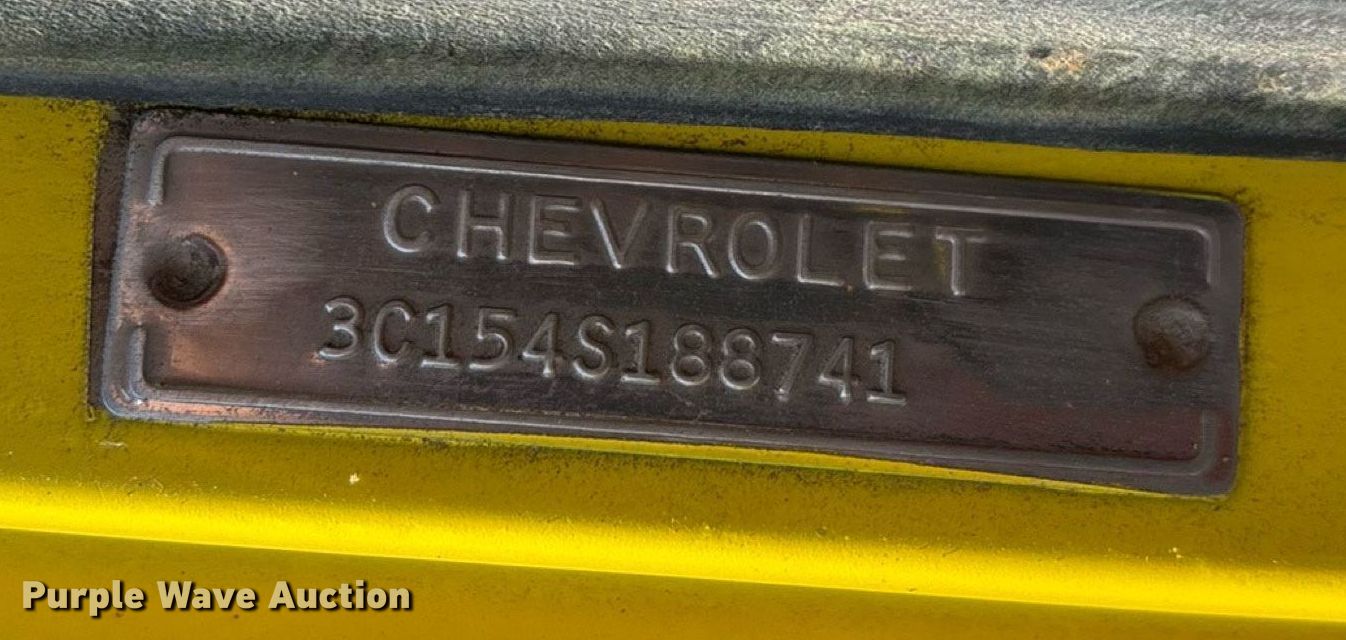 CHEVROLET
3C154S188741
Purple Wave Auction